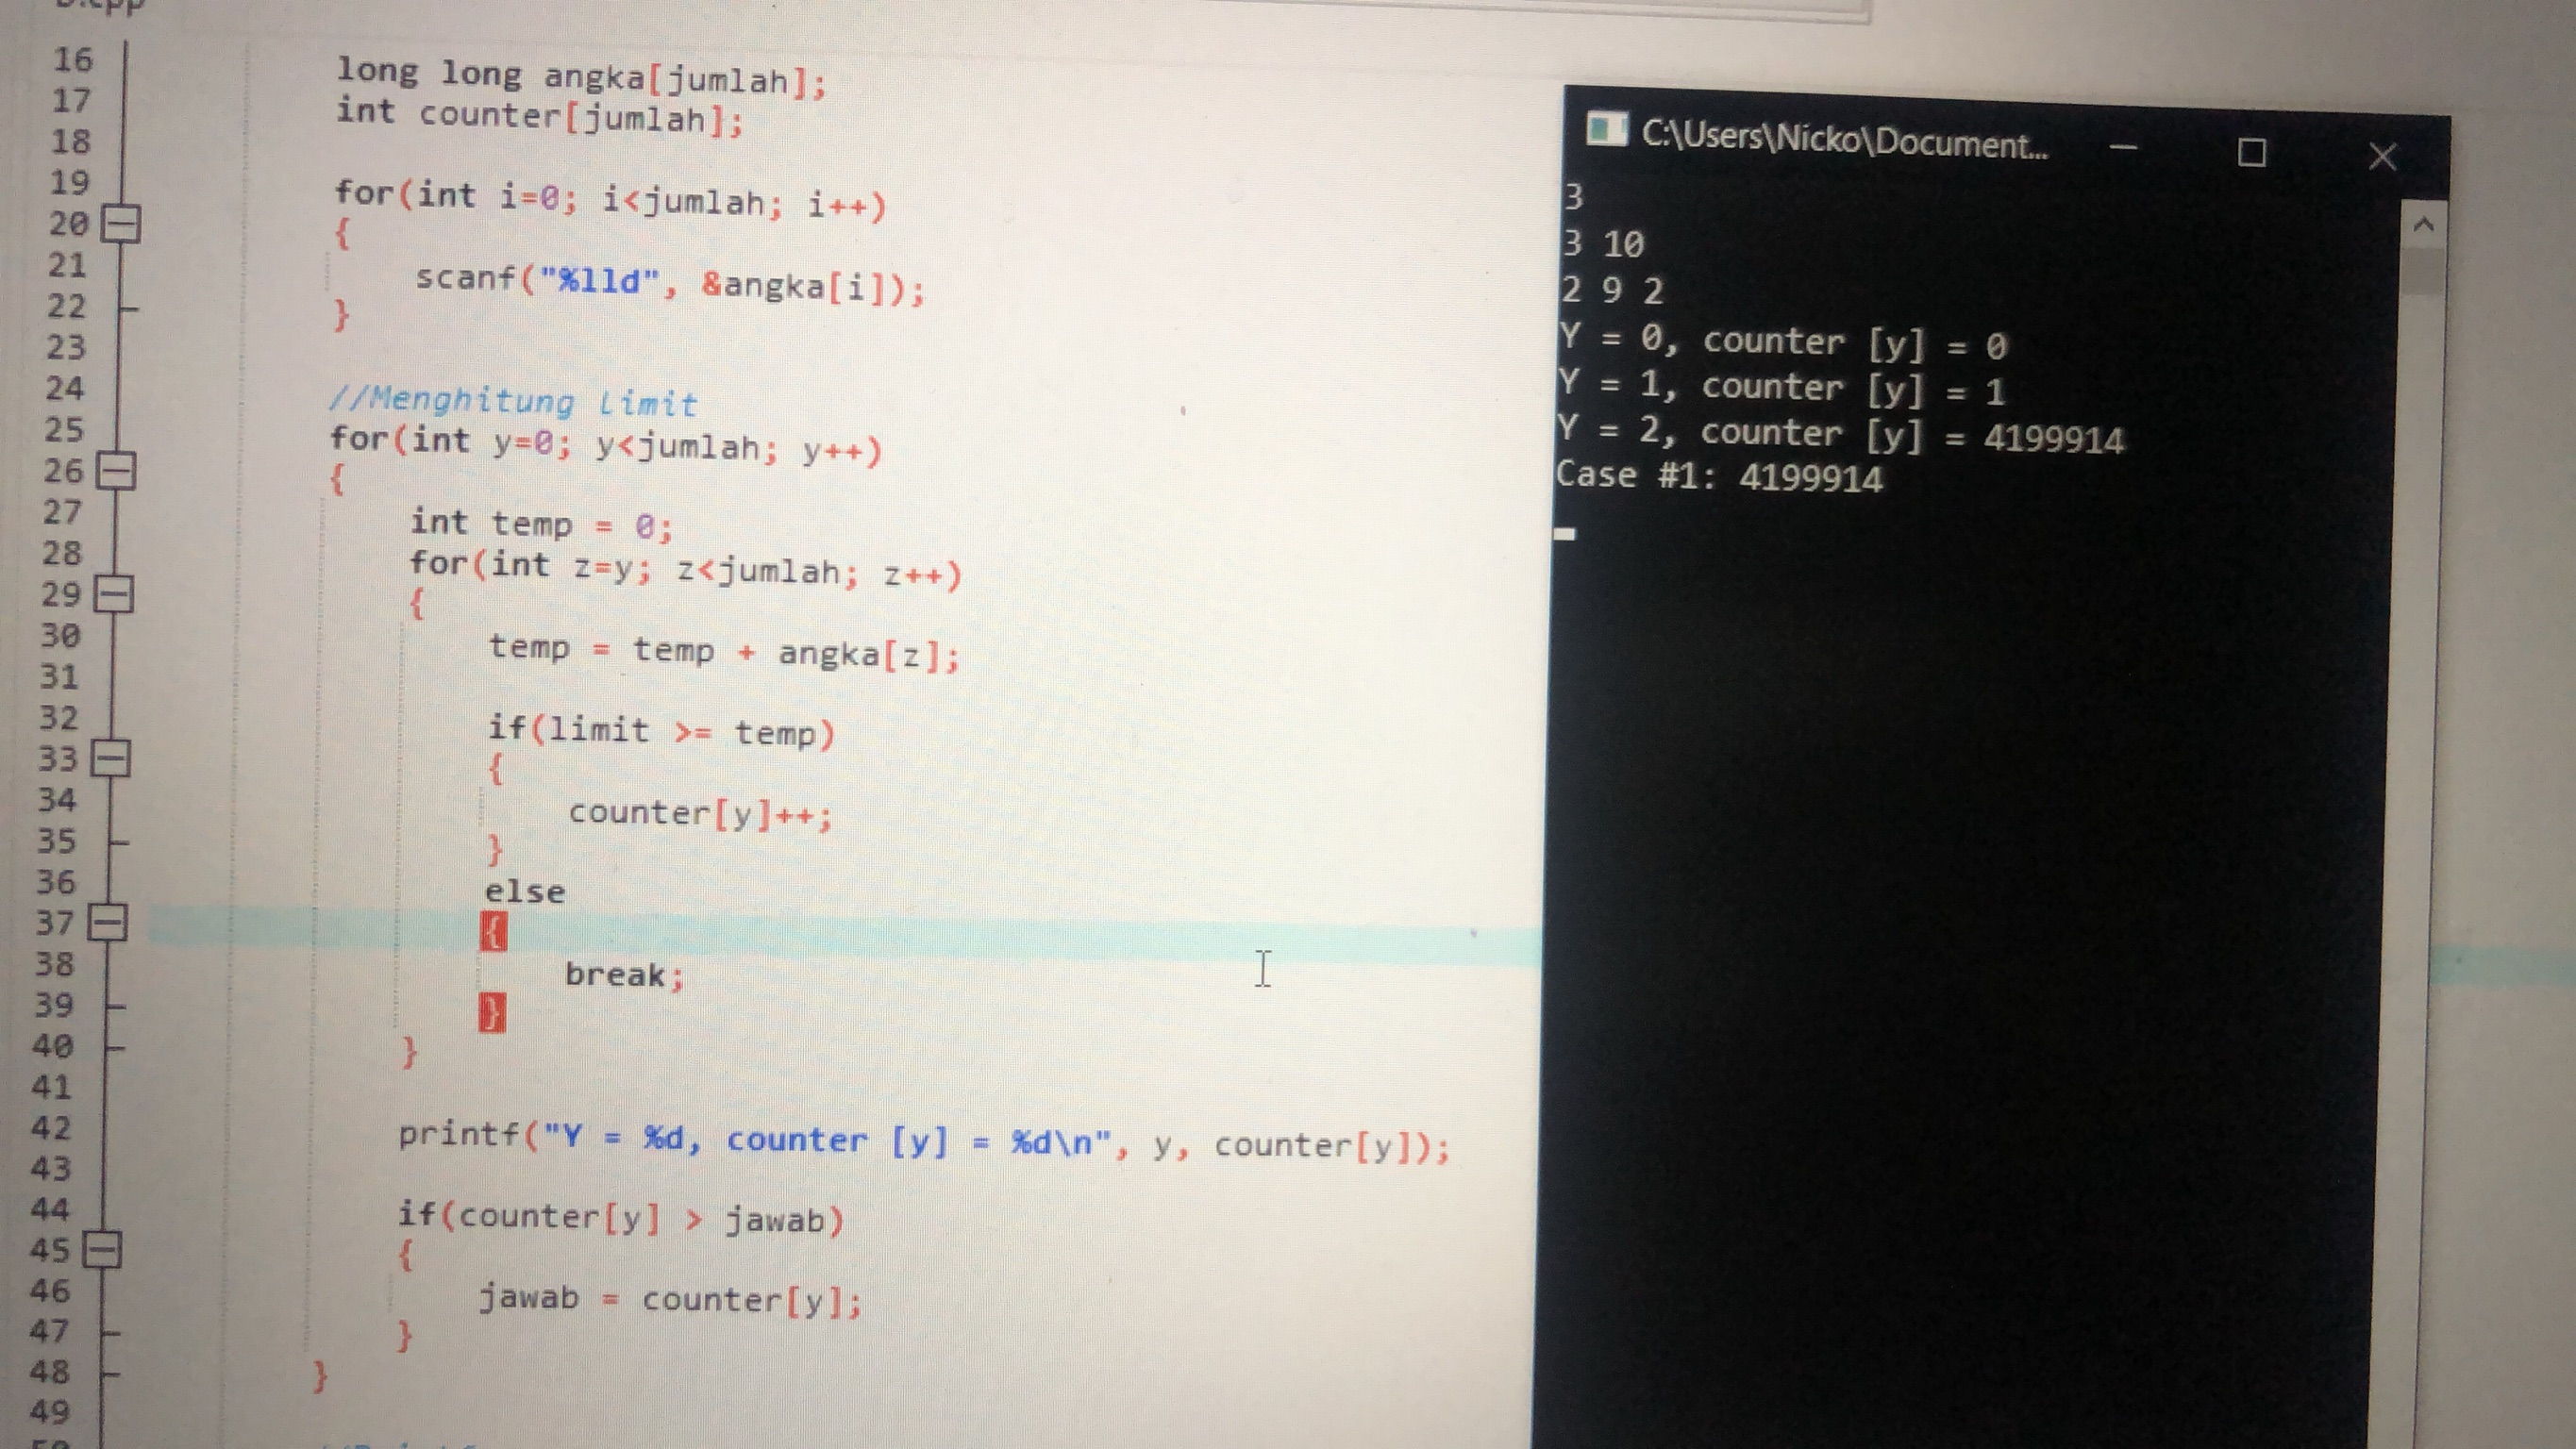 16 long long angka[jumlah];
17 int counter[jumlah];
18
19 for(int i=0; i<jumlah; i++)
20 {
21 scanf("%lld", &angka[i]);
22 }
23
24 //Menghitung Limit
25 for(int y=0; y<jumlah; y++)
26 {
27 int temp = 0;
28 for(int z=y; z<jumlah; z++)
29 {
30 temp = temp + angka[z];
31
32 if(limit >= temp)
33 {
34 counter[y]++;
35 }
36 else
37 {
38 break;
39 }
40 }
41
42 printf("Y = %d, counter [y] = %d\n", y, counter[y]);
43
44 if(counter[y] > jawab)
45 {
46 jawab = counter[y];
47 }
48 }
49
C:\Users\Nicko\Document...
3
3 10
2 9 2
Y = 0, counter [y] = 0
Y = 1, counter [y] = 1
Y = 2, counter [y] = 4199914
Case #1: 4199914